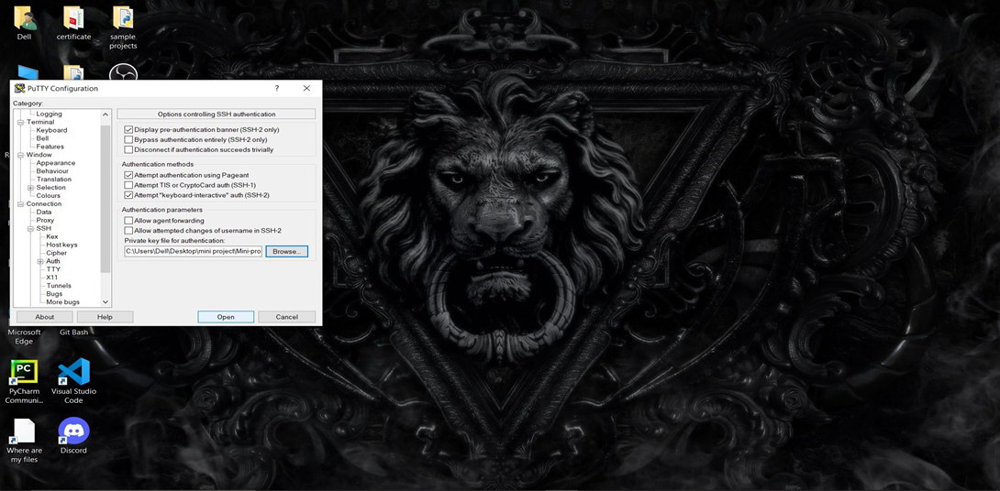 Dell
certificate
sample
projects
PuTTY Configuration
?
Category:
Logging
Terminal
Keyboard
Bell
Features
Window
Appearance
Behaviour
Translation
Selection
Colours
Connection
Data
Proxy
SSH
Kex
Host keys
Cipher
Auth
TTY
X11
Tunnels
Bugs
More bugs
Options controlling SSH authentication
Display pre-authentication banner (SSH-2 only)
Bypass authentication entirely (SSH-2 only)
Disconnect if authentication succeeds trivially
Authentication methods
Attempt authentication using Pageant
Attempt TIS or CryptoCard auth (SSH-1)
Attempt "keyboard-interactive" auth (SSH-2)
Authentication parameters
Allow agent forwarding
Allow attempted changes of username in SSH-2
Private key file for authentication:
C:\Users\Dell\Desktop\mini project\Mini-pro
Browse...
About
Help
Open
Cancel
Microsoft
Edge
Git Bash
PC
PyCharm
Communi...
Visual Studio
Code
Where are
my files
Discord